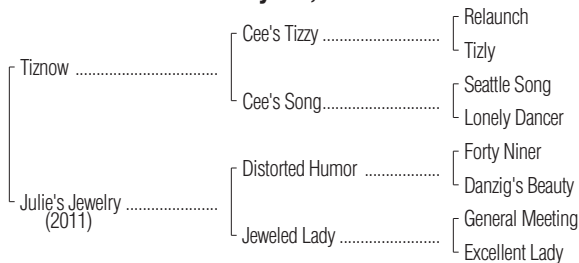 Relaunch
Cee's Tizzy ........................
Tizly
Tiznow .................................
Seattle Song
Cee's Song........................
Lonely Dancer
Forty Niner
Distorted Humor .................
Danzig's Beauty
Julie's Jewelry .....................
(2011)
General Meeting
Jeweled Lady ....................
Excellent Lady